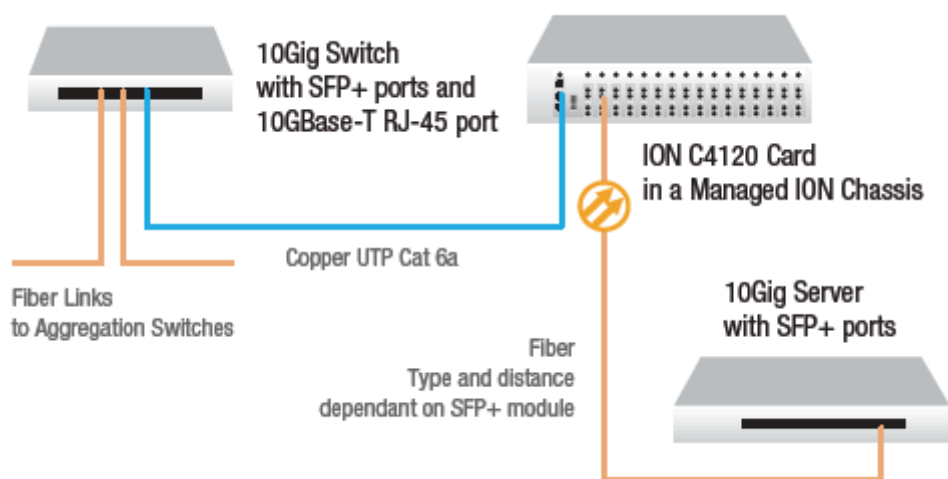 10Gig Switch
with SFP+ ports and
10GBase-T RJ-45 port
ION C4120 Card
in a Managed ION Chassis
Copper UTP Cat 6a
Fiber Links
to Aggregation Switches
10Gig Server
with SFP+ ports
Fiber
Type and distance
dependant on SFP+ module